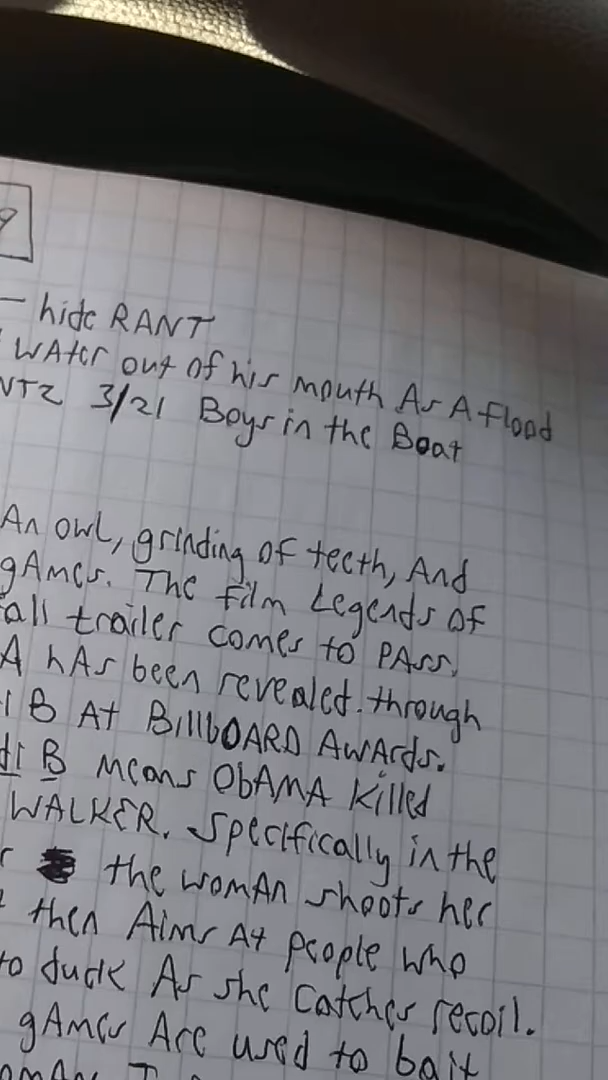 9
— hide RANT
WAter out of his mouth As A flood
NTZ 3/21 Boys in the Boat
An owl, grinding of teeth, And
gAmes. The film Legends of
all trailer comes to PAss.
A hAs been revealed. through
B At BillbOARD AWArds.
di B meAns ObAMA killed
WALKER. Specifically in the
the womAn shoots her
then Aims At people who
to duck As she catches recoil.
gAmes Are used to bait